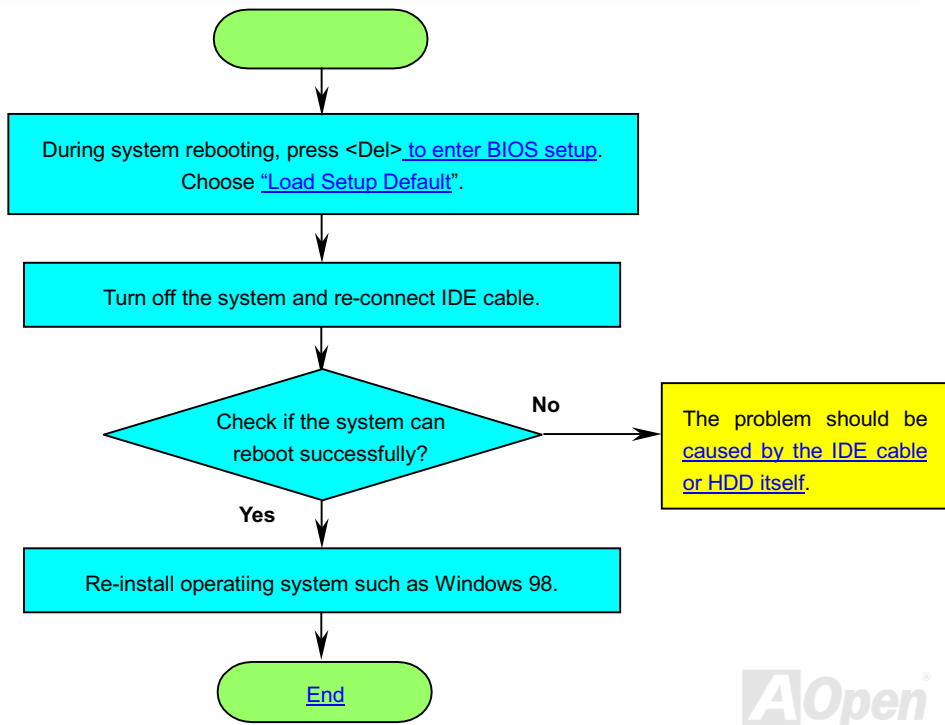 During system rebooting, press <Del> to enter BIOS setup.
Choose “Load Setup Default”.
Turn off the system and re-connect IDE cable.
Check if the system can
reboot successfully?
No
The problem should be
caused by the IDE cable
or HDD itself.
Yes
Re-install operatiing system such as Windows 98.
End
AOpen®